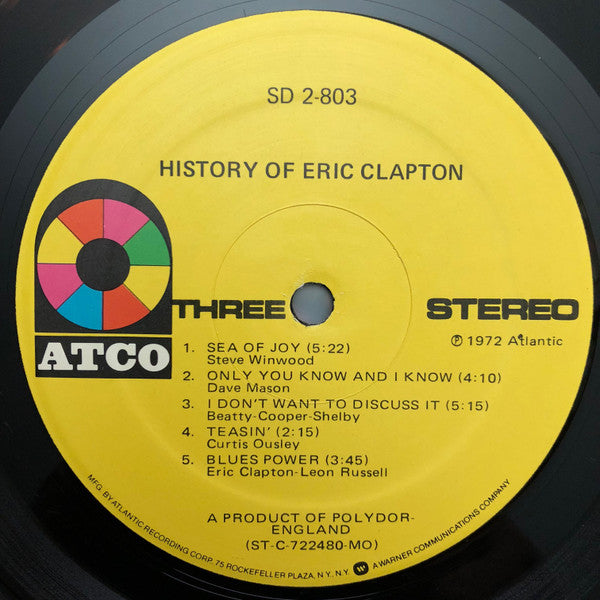 SD 2-803
HISTORY OF ERIC CLAPTON
ATCO
THREE
STEREO
℗ 1972 Atlantic
1. SEA OF JOY (5:22)
Steve Winwood
2. ONLY YOU KNOW AND I KNOW (4:10)
Dave Mason
3. I DON'T WANT TO DISCUSS IT (5:15)
Beatty-Cooper-Shelby
4. TEASIN' (2:15)
Curtis Ousley
5. BLUES POWER (3:45)
Eric Clapton-Leon Russell
A PRODUCT OF POLYDOR-
ENGLAND
(ST-C-722480-MO)
MFG. BY ATLANTIC RECORDING CORP. 75 ROCKEFELLER PLAZA, N.Y., N.Y. W A WARNER COMMUNICATIONS COMPANY